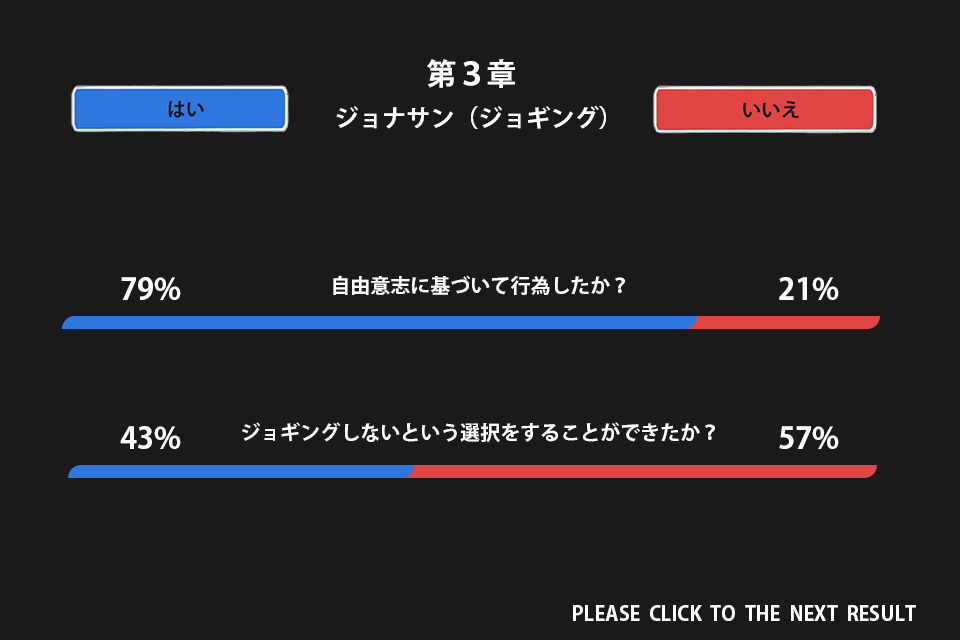 第３章
はい
ジョナサン（ジョギング）
いいえ
79%
自由意志に基づいて行為したか？
21%
43%
ジョギングしないという選択をすることができたか？
57%
PLEASE CLICK TO THE NEXT RESULT